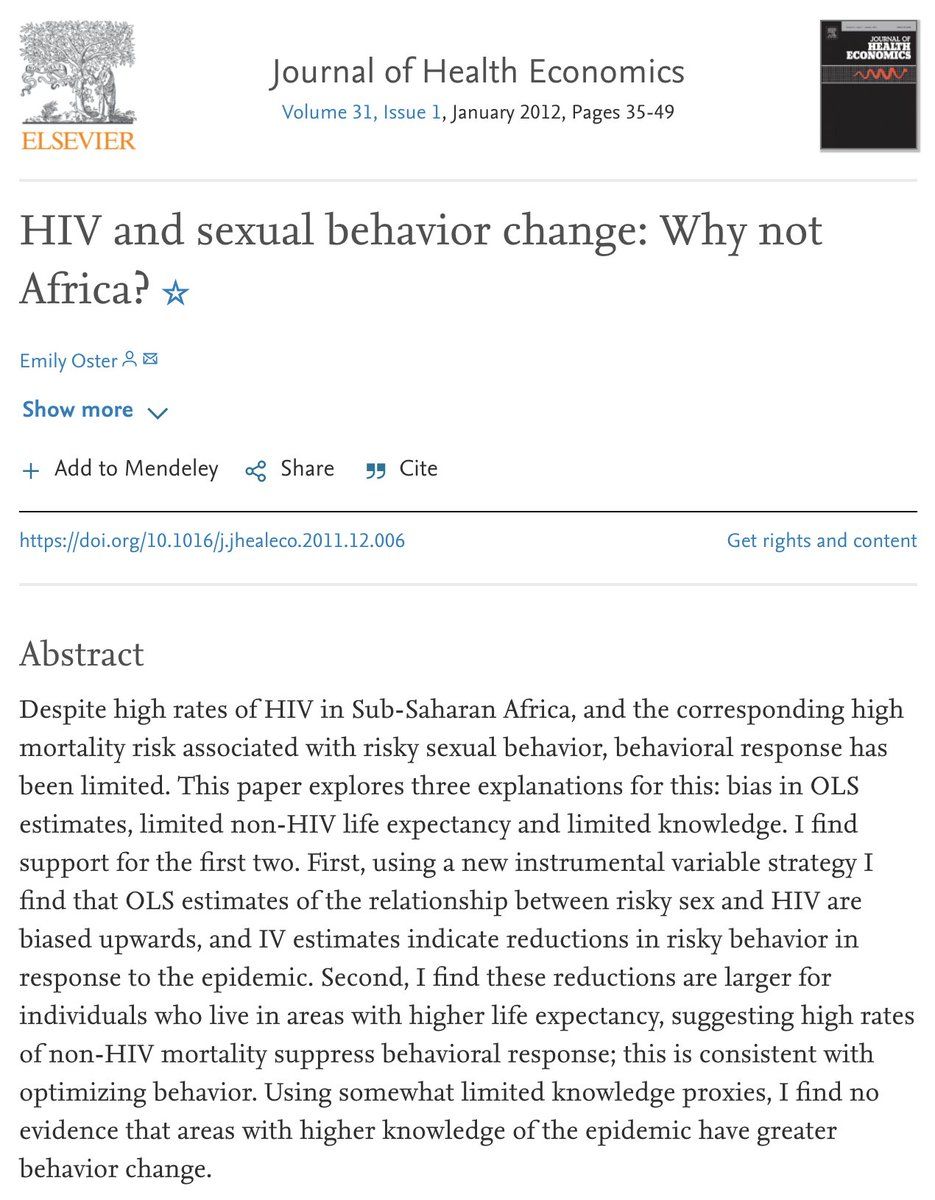 ELSEVIER
Journal of Health Economics
Volume 31, Issue 1, January 2012, Pages 35-49
JOURNAL OF
HEALTH
ECONOMICS
HIV and sexual behavior change: Why not
Africa? ☆
Emily Oster
Show more
Add to Mendeley
Share
Cite
https://doi.org/10.1016/j.jhealeco.2011.12.006
Get rights and content
Abstract
Despite high rates of HIV in Sub-Saharan Africa, and the corresponding high
mortality risk associated with risky sexual behavior, behavioral response has
been limited. This paper explores three explanations for this: bias in OLS
estimates, limited non-HIV life expectancy and limited knowledge. I find
support for the first two. First, using a new instrumental variable strategy I
find that OLS estimates of the relationship between risky sex and HIV are
biased upwards, and IV estimates indicate reductions in risky behavior in
response to the epidemic. Second, I find these reductions are larger for
individuals who live in areas with higher life expectancy, suggesting high rates
of non-HIV mortality suppress behavioral response; this is consistent with
optimizing behavior. Using somewhat limited knowledge proxies, I find no
evidence that areas with higher knowledge of the epidemic have greater
behavior change.